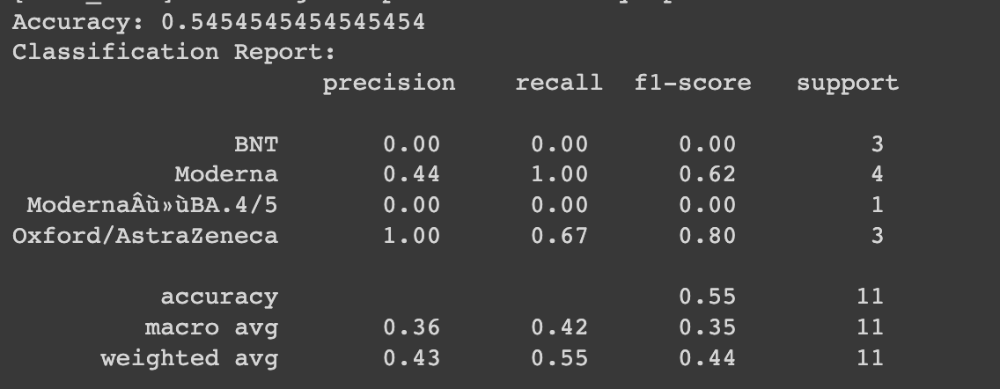 Accuracy: 0.5454545454545454
Classification Report:
precision recall f1-score support
BNT 0.00 0.00 0.00 3
Moderna 0.44 1.00 0.62 4
ModernaÂù»ùBA.4/5 0.00 0.00 0.00 1
Oxford/AstraZeneca 1.00 0.67 0.80 3
accuracy 0.55 11
macro avg 0.36 0.42 0.35 11
weighted avg 0.43 0.55 0.44 11